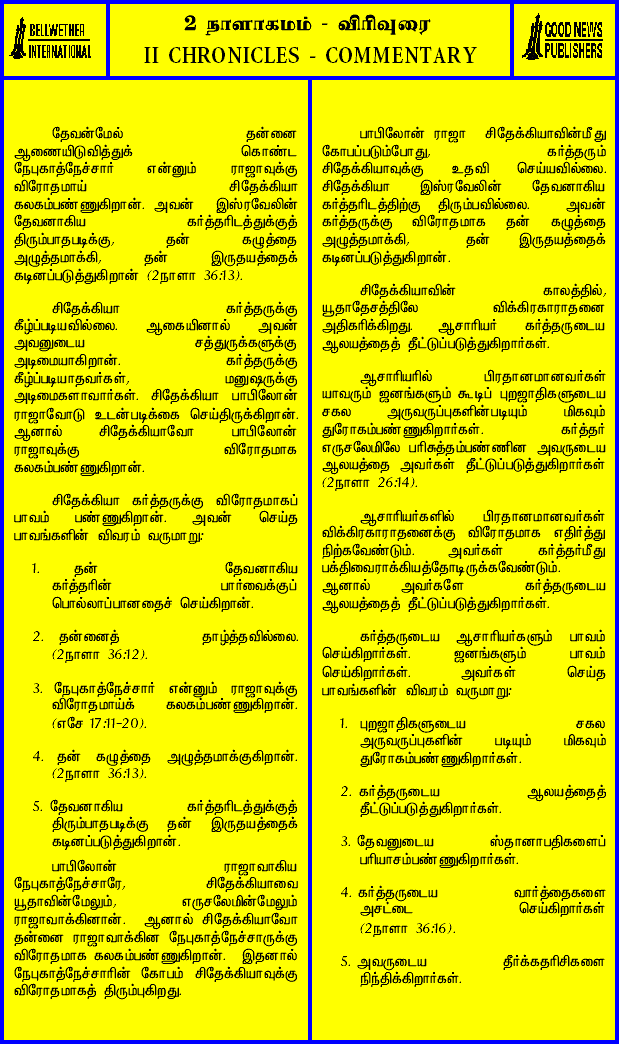 BELLWETHER
INTERNATIONAL
2 நாளாகமம் - விரிவுரை
II CHRONICLES - COMMENTARY
GOOD NEWS
PUBLISHERS
தேவன்மேல் தன்னை
ஆணையிடுவித்துக் கொண்ட
நேபுகாத்நேச்சார் என்னும் ராஜாவுக்கு
விரோதமாய் சிதேக்கியா
கலகம்பண்ணுகிறான். அவன் இஸ்ரவேலின்
தேவனாகிய கர்த்தரிடத்துக்குத்
திரும்பாதபடிக்கு, தன் கழுத்தை
அழுத்தமாக்கி, தன் இருதயத்தைக்
கடினப்படுத்துகிறான் (2நாளா 36:13).
சிதேக்கியா கர்த்தருக்கு
கீழ்ப்படியவில்லை. ஆகையினால் அவன்
அவனுடைய சத்துருக்களுக்கு
அடிமையாகிறான். கர்த்தருக்கு
கீழ்ப்படியாதவர்கள், மனுஷருக்கு
அடிமைகளாவார்கள். சிதேக்கியா பாபிலோன்
ராஜாவோடு உடன்படிக்கை செய்திருக்கிறான்.
ஆனால் சிதேக்கியாவோ பாபிலோன்
ராஜாவுக்கு விரோதமாக
கலகம்பண்ணுகிறான்.
சிதேக்கியா கர்த்தருக்கு விரோதமாகப்
பாவம் பண்ணுகிறான். அவன் செய்த
பாவங்களின் விவரம் வருமாறு:
1. தன் தேவனாகிய
கர்த்தரின் பார்வைக்குப்
பொல்லாப்பானதைச் செய்கிறான்.
2. தன்னைத் தாழ்த்தவில்லை.
(2நாளா 36:12).
3. நேபுகாத்நேச்சார் என்னும் ராஜாவுக்கு
விரோதமாய்க் கலகம்பண்ணுகிறான்.
(எசே 17:11-20).
4. தன் கழுத்தை அழுத்தமாக்குகிறான்.
(2நாளா 36:13).
5. தேவனாகிய கர்த்தரிடத்துக்குத்
திரும்பாதபடிக்கு தன் இருதயத்தைக்
கடினப்படுத்துகிறான்.
பாபிலோன் ராஜாவாகிய
நேபுகாத்நேச்சாரே, சிதேக்கியாவை
யூதாவின்மேலும், எருசலேமின்மேலும்
ராஜாவாக்கினான். ஆனால் சிதேக்கியாவோ
தன்னை ராஜாவாக்கின நேபுகாத்நேச்சாருக்கு
விரோதமாக கலகம்பண்ணுகிறான். இதனால்
நேபுகாத்நேச்சாரின் கோபம் சிதேக்கியாவுக்கு
விரோதமாகத் திரும்புகிறது.
பாபிலோன் ராஜா சிதேக்கியாவின்மீது
கோபப்படும்போது, கர்த்தரும்
சிதேக்கியாவுக்கு உதவி செய்யவில்லை.
சிதேக்கியா இஸ்ரவேலின் தேவனாகிய
கர்த்தரிடத்திற்கு திரும்பவில்லை. அவன்
கர்த்தருக்கு விரோதமாக தன் கழுத்தை
அழுத்தமாக்கி, தன் இருதயத்தைக்
கடினப்படுத்துகிறான்.
சிதேக்கியாவின் காலத்தில்,
யூதாதேசத்திலே விக்கிரகாராதனை
அதிகரிக்கிறது. ஆசாரியர் கர்த்தருடைய
ஆலயத்தைத் தீட்டுப்படுத்துகிறார்கள்.
ஆசாரியரில் பிரதானமானவர்கள்
யாவரும் ஜனங்களும் கூடிப் புறஜாதிகளுடைய
சகல அருவருப்புகளின்படியும் மிகவும்
துரோகம்பண்ணுகிறார்கள். கர்த்தர்
எருசலேமிலே பரிசுத்தம்பண்ணின அவருடைய
ஆலயத்தை அவர்கள் தீட்டுப்படுத்துகிறார்கள்
(2நாளா 26:14).
ஆசாரியர்களில் பிரதானமானவர்கள்
விக்கிரகாராதனைக்கு விரோதமாக எதிர்த்து
நிற்கவேண்டும். அவர்கள் கர்த்தர்மீது
பக்திவைராக்கியத்தோடிருக்கவேண்டும்.
ஆனால் அவர்களே கர்த்தருடைய
ஆலயத்தைத் தீட்டுப்படுத்துகிறார்கள்.
கர்த்தருடைய ஆசாரியர்களும் பாவம்
செய்கிறார்கள். ஜனங்களும் பாவம்
செய்கிறார்கள். அவர்கள் செய்த
பாவங்களின் விவரம் வருமாறு:
1. புறஜாதிகளுடைய சகல
அருவருப்புகளின் படியும் மிகவும்
துரோகம்பண்ணுகிறார்கள்.
2. கர்த்தருடைய ஆலயத்தைத்
தீட்டுப்படுத்துகிறார்கள்.
3. தேவனுடைய ஸ்தானாபதிகளைப்
பரியாசம்பண்ணுகிறார்கள்.
4. கர்த்தருடைய வார்த்தைகளை
அசட்டை செய்கிறார்கள்
(2நாளா 36:16).
5. அவருடைய தீர்க்கதரிசிகளை
நிந்திக்கிறார்கள்.